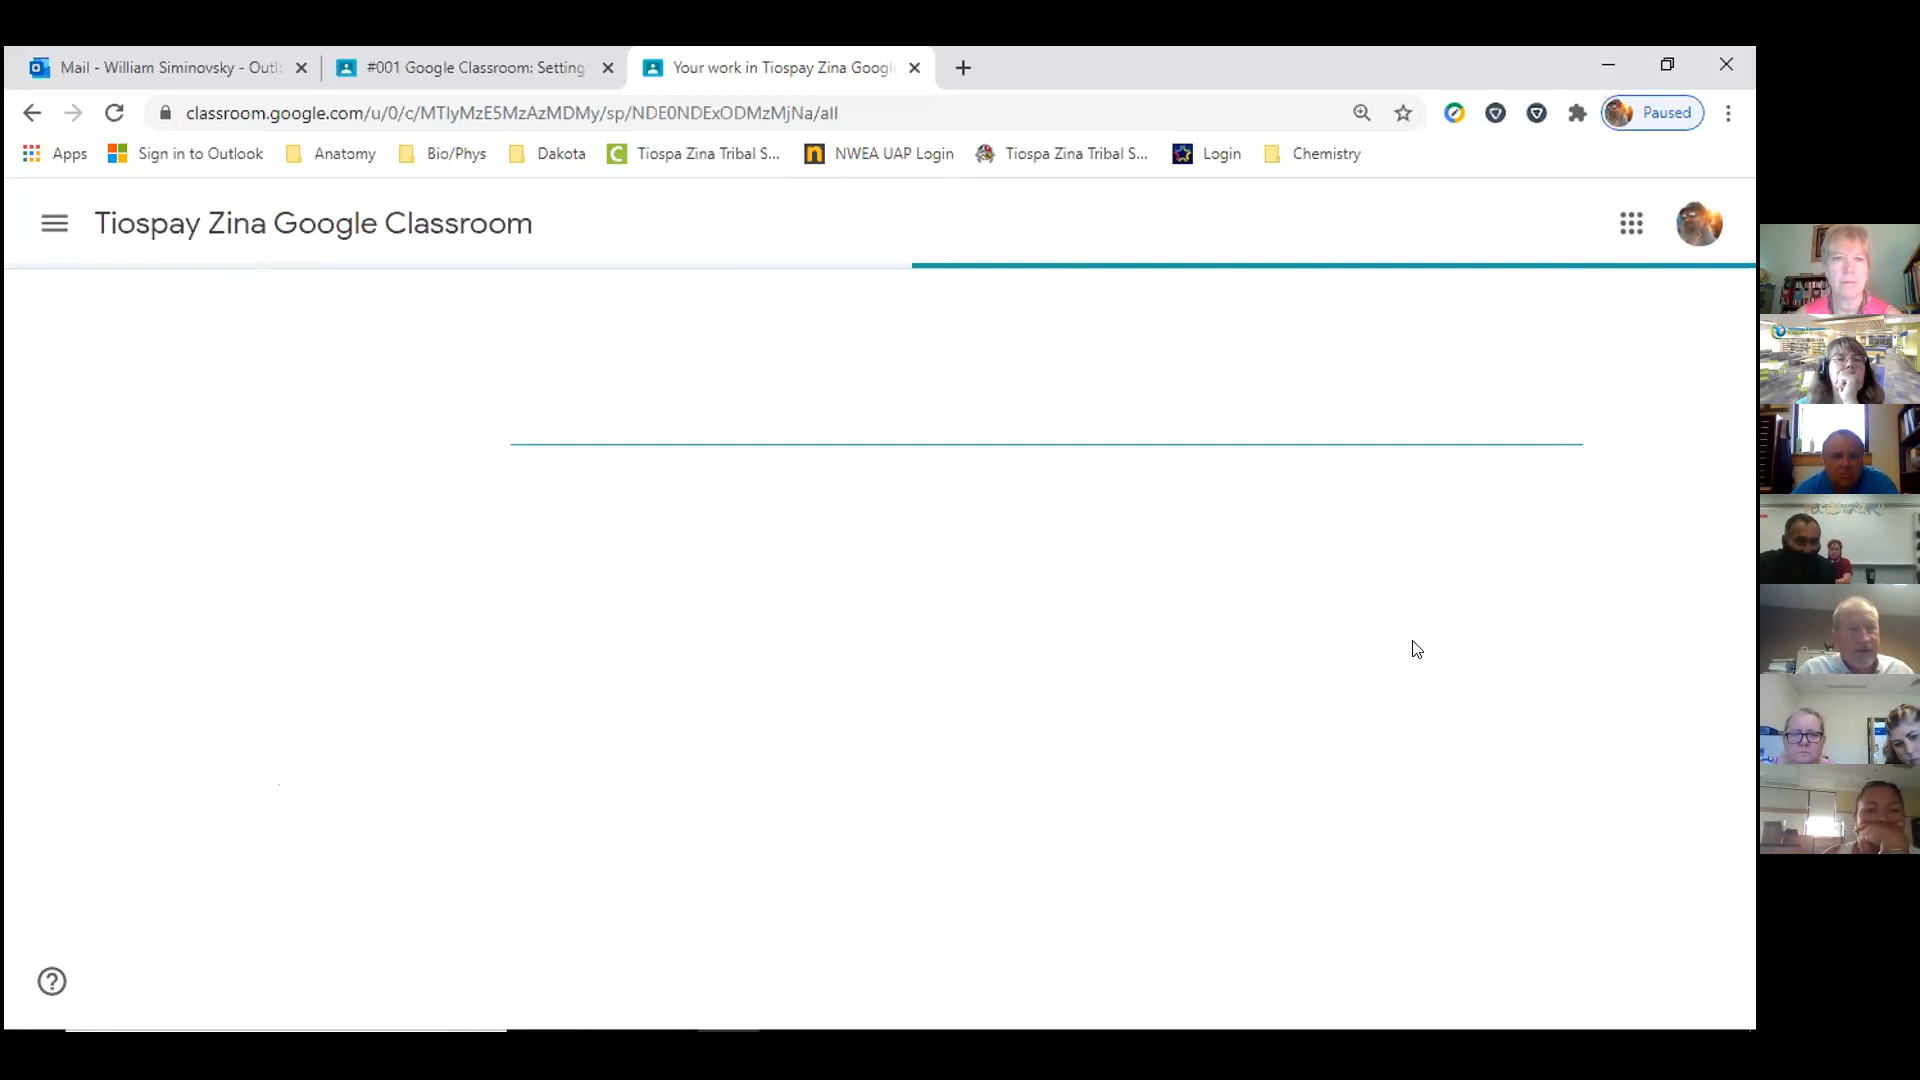 Mail - William Siminovsky - Outl
#001 Google Classroom: Setting
Your work in Tiospay Zina Googl
classroom.google.com/u/0/c/MTIyMzE5MzAzMDMy/sp/NDE0NDExODMzMjNa/all
Paused
Apps
Sign in to Outlook
Anatomy
Bio/Phys
Dakota
Tiospa Zina Tribal S...
NWEA UAP Login
Tiospa Zina Tribal S...
Login
Chemistry
Tiospay Zina Google Classroom